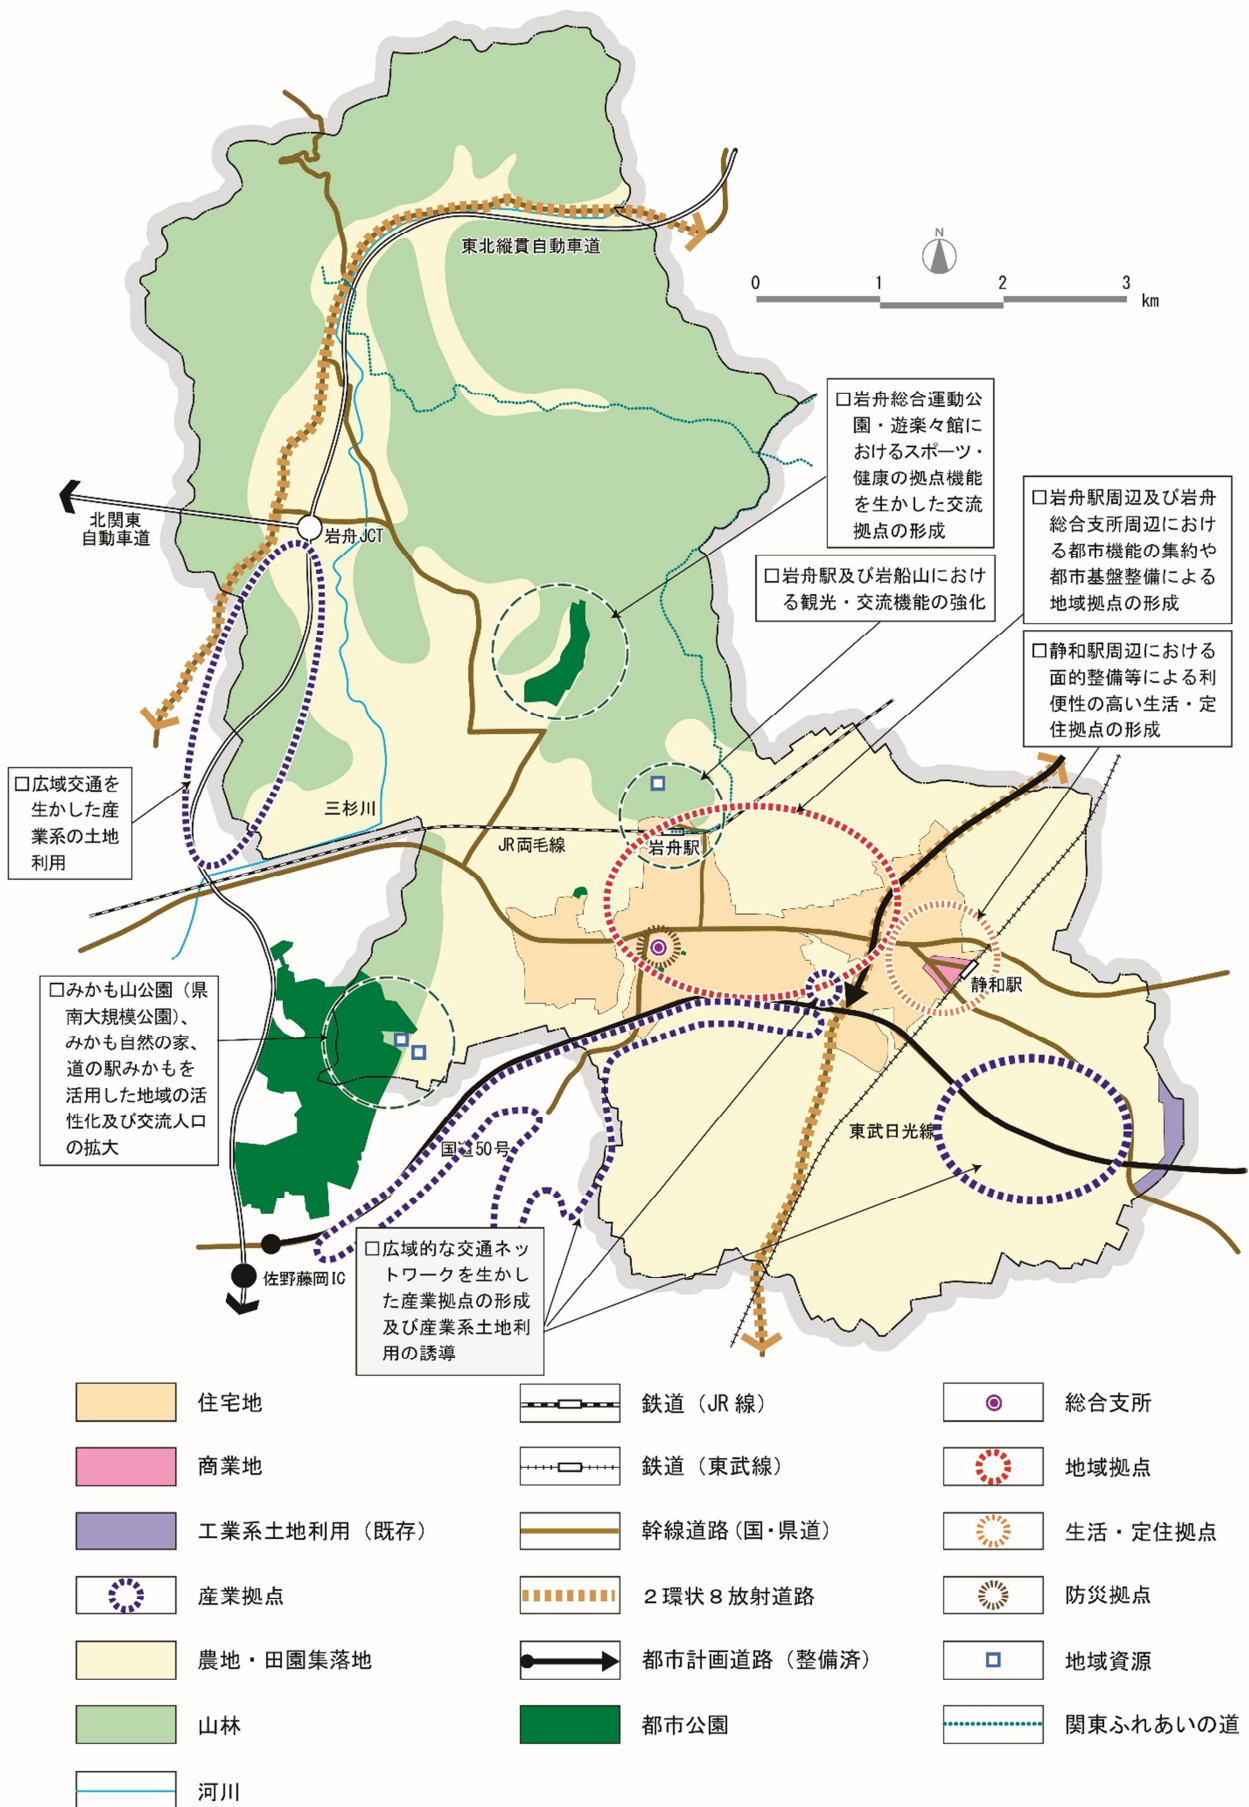 東北縦貫自動車道
N
0 1 2 3
km
□岩舟総合運動公
園・遊楽々館に
おけるスポーツ・
健康の拠点機能
を生かした交流
拠点の形成
□岩舟駅周辺及び岩舟
総合支所周辺におけ
る都市機能の集約や
都市基盤整備による
地域拠点の形成
北関東
自動車道
岩舟JCT
□岩舟駅及び岩船山におけ
る観光・交流機能の強化
□静和駅周辺における
面的整備等による利
便性の高い生活・定
住拠点の形成
□広域交通を
生かした産
業系の土地
利用
三杉川
JR両毛線
岩舟駅
静和駅
□みかも山公園（県
南大規模公園）、
みかも自然の家、
道の駅みかもを
活用した地域の活
性化及び交流人口
の拡大
東武日光線
国道50号
佐野藤岡IC
□広域的な交通ネッ
トワークを生かし
た産業拠点の形成
及び産業系土地利
用の誘導
住宅地
商業地
工業系土地利用（既存）
産業拠点
農地・田園集落地
山林
河川
鉄道（JR線）
鉄道（東武線）
幹線道路（国・県道）
２環状８放射道路
都市計画道路（整備済）
都市公園
総合支所
地域拠点
生活・定住拠点
防災拠点
地域資源
関東ふれあいの道